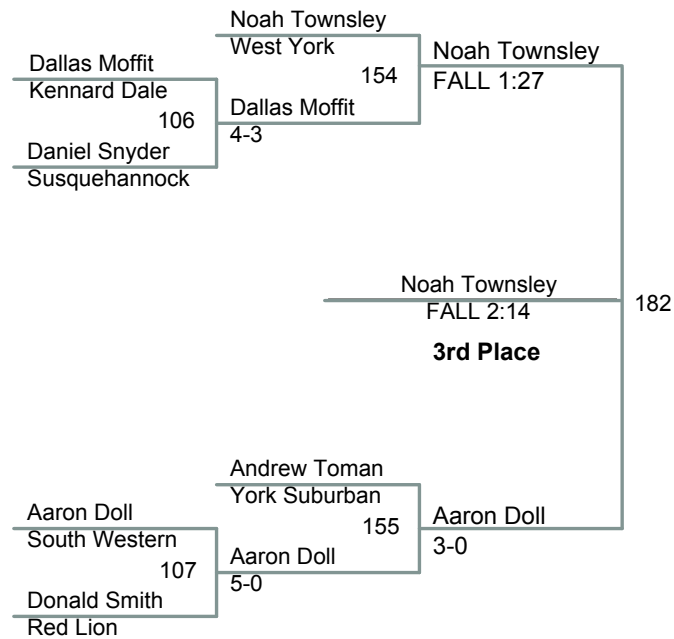 Noah Townsley
West York
Noah Townsley
Dallas Moffit
154
FALL 1:27
Kennard Dale
106
Dallas Moffit
4-3
Daniel Snyder
Susquehannock
Noah Townsley
182
FALL 2:14
3rd Place
Andrew Toman
York Suburban
Aaron Doll
155
Aaron Doll
South Western
3-0
107
Aaron Doll
5-0
Donald Smith
Red Lion